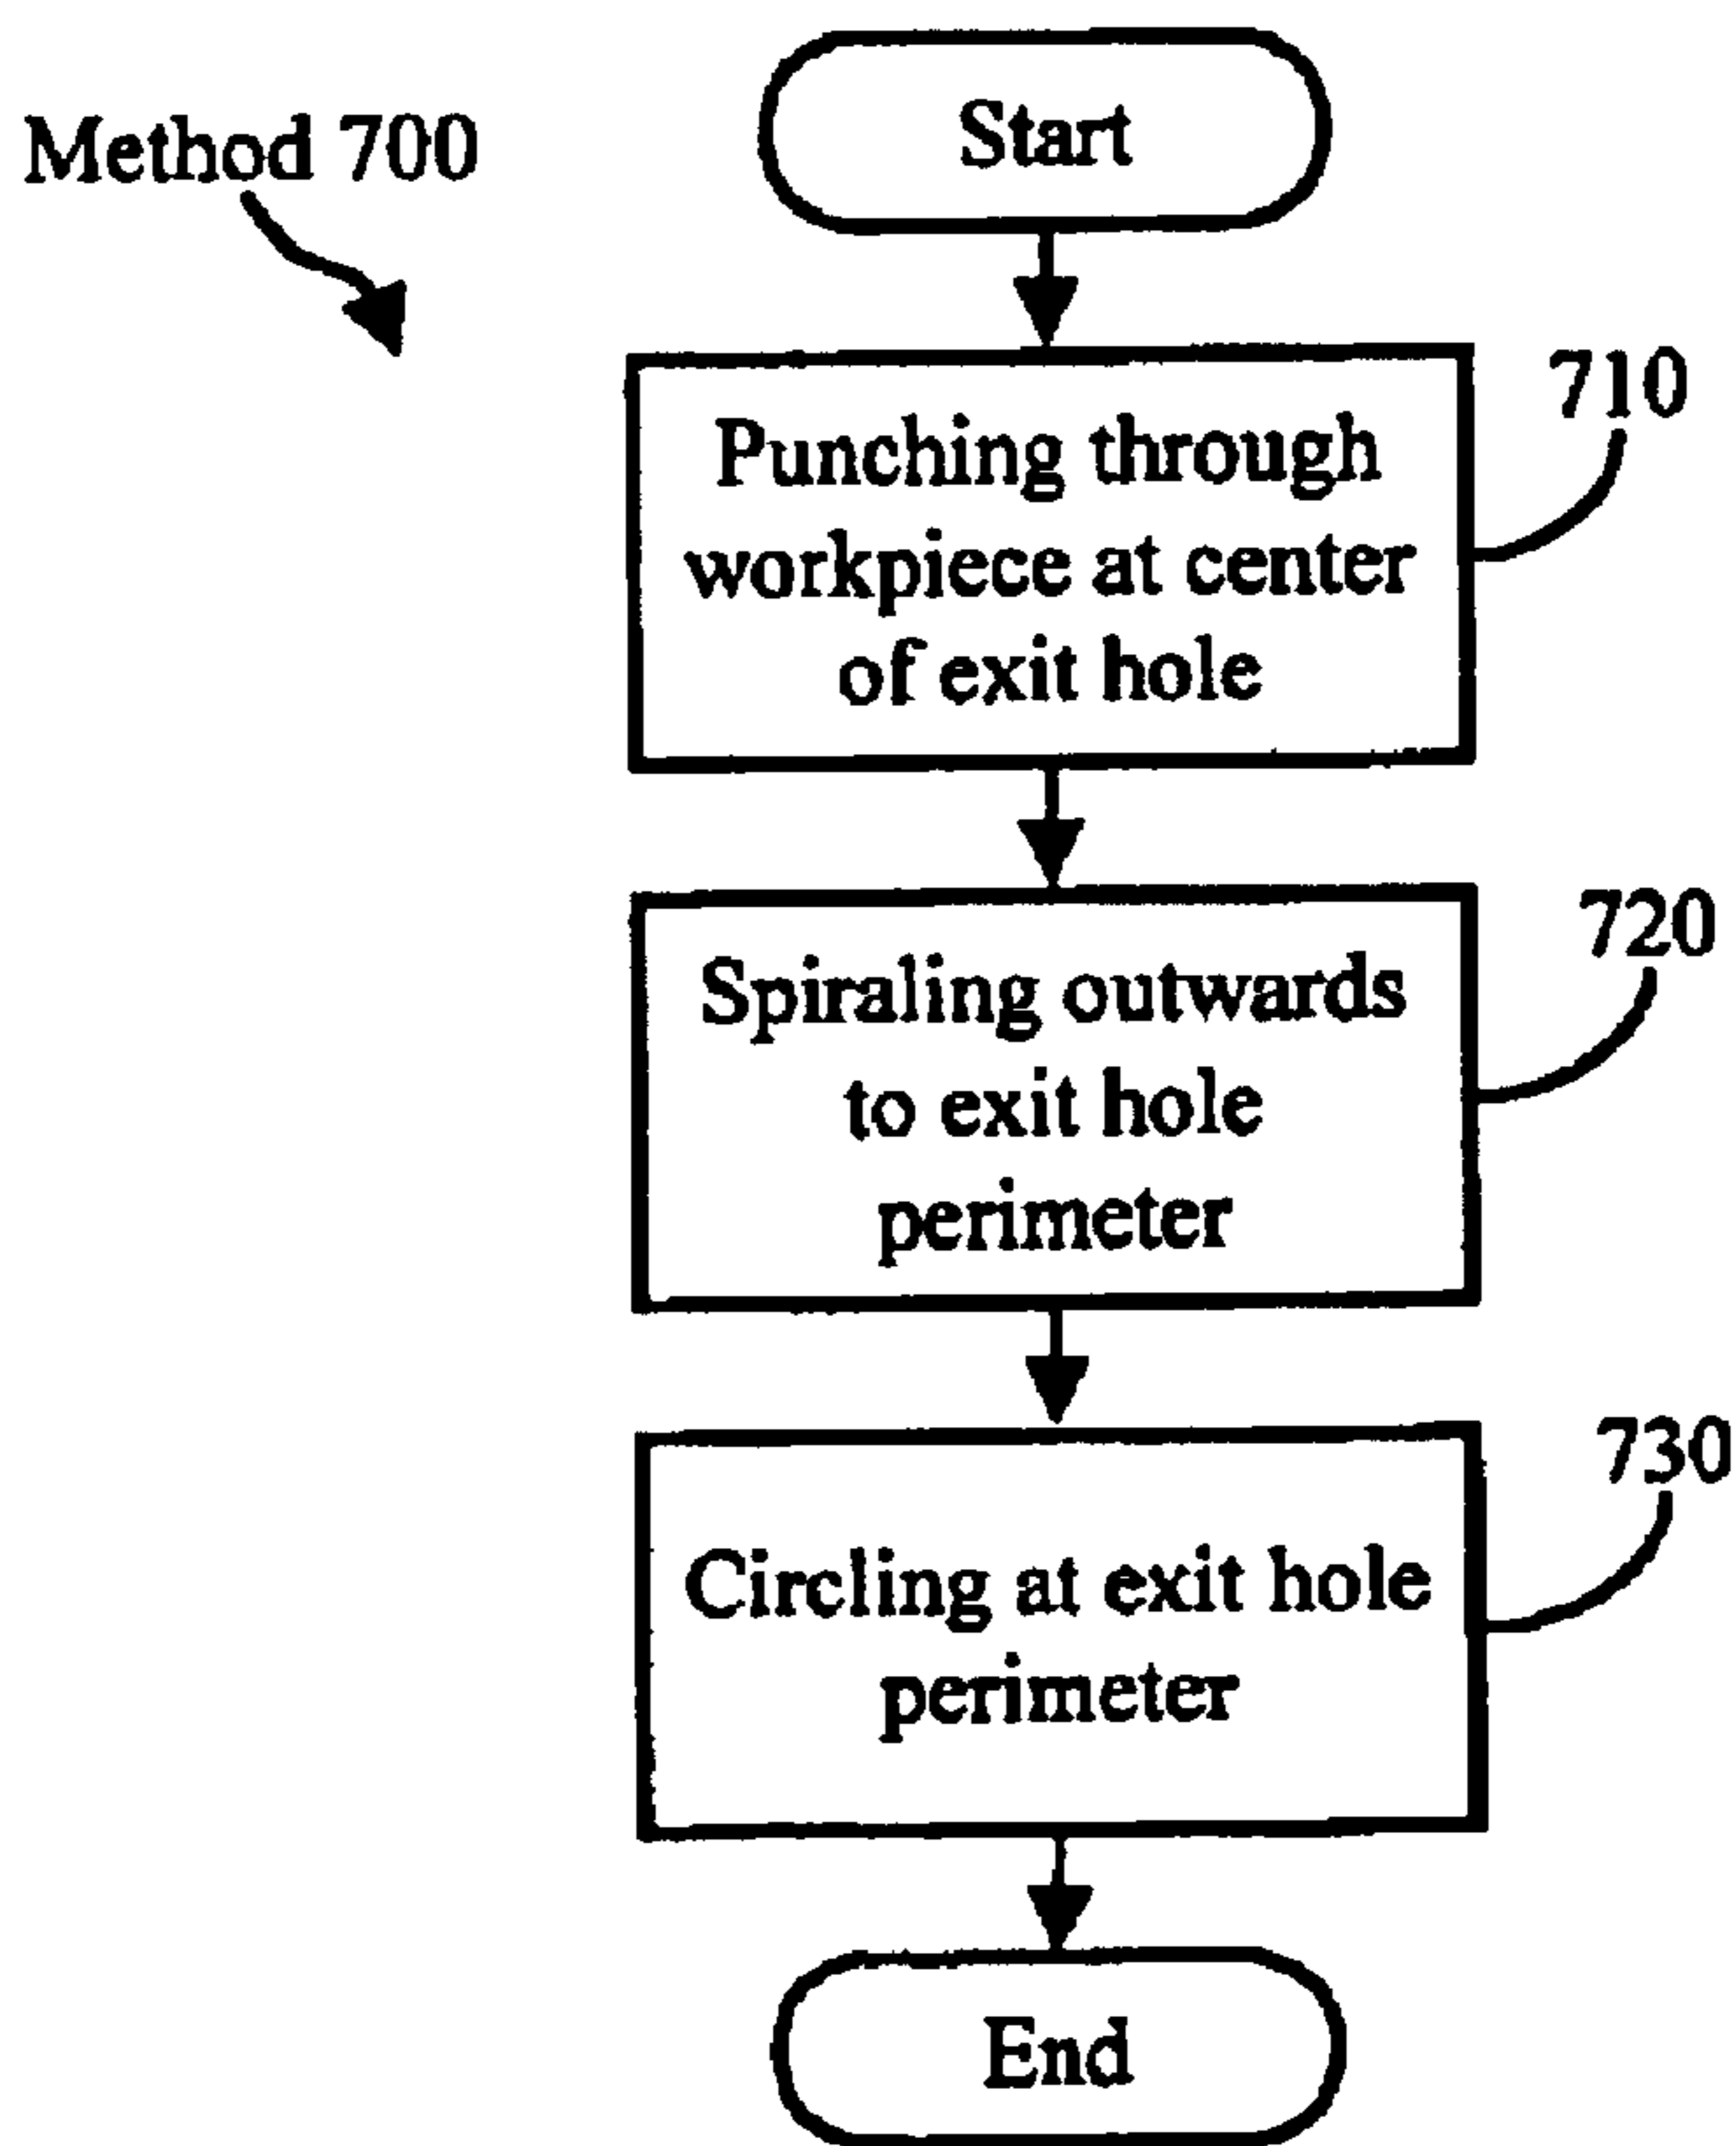 Method 700
Start
710
Punching through
workpiece at center
of exit hole
720
Spiraling outwards
to exit hole
perimeter
730
Circling at exit hole
perimeter
End